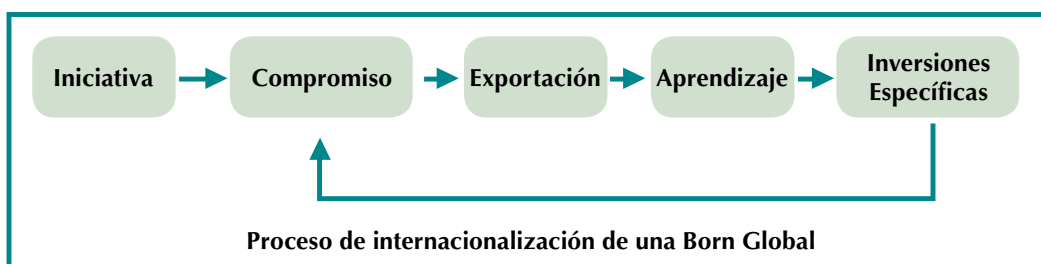 Iniciativa
Compromiso
Exportación
Aprendizaje
Inversiones
Específicas
Proceso de internacionalización de una Born Global